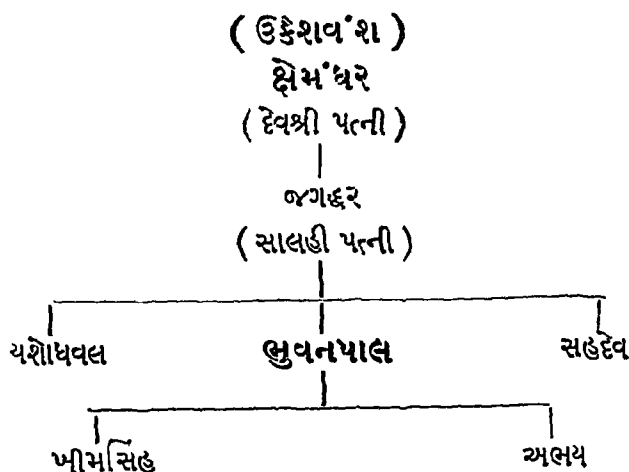 ( ઉકેશવંશ )
ક્ષેમંધર
( દેવશ્રી પત્ની )
જગદ્ધર
( સાલહી પત્ની )
યશોધવલ ભુવનપાલ સહદેવ
ખીમસિંહ અભય